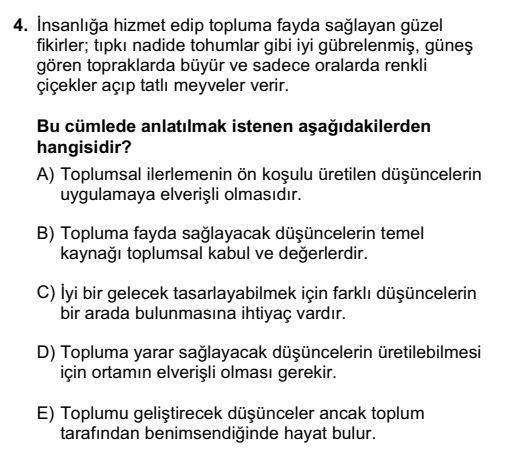 4. İnsanlığa hizmet edip topluma fayda sağlayan güzel
fikirler; tıpkı nadide tohumlar gibi iyi gübrelenmiş, güneş
gören topraklarda büyür ve sadece oralarda renkli
çiçekler açıp tatlı meyveler verir.
Bu cümlede anlatılmak istenen aşağıdakilerden
hangisidir?
A) Toplumsal ilerlemenin ön koşulu üretilen düşüncelerin
uygulamaya elverişli olmasıdır.
B) Topluma fayda sağlayacak düşüncelerin temel
kaynağı toplumsal kabul ve değerlerdir.
C) İyi bir gelecek tasarlayabilmek için farklı düşüncelerin
bir arada bulunmasına ihtiyaç vardır.
D) Topluma yarar sağlayacak düşüncelerin üretilebilmesi
için ortamın elverişli olması gerekir.
E) Toplumu geliştirecek düşünceler ancak toplum
tarafından benimsendiğinde hayat bulur.